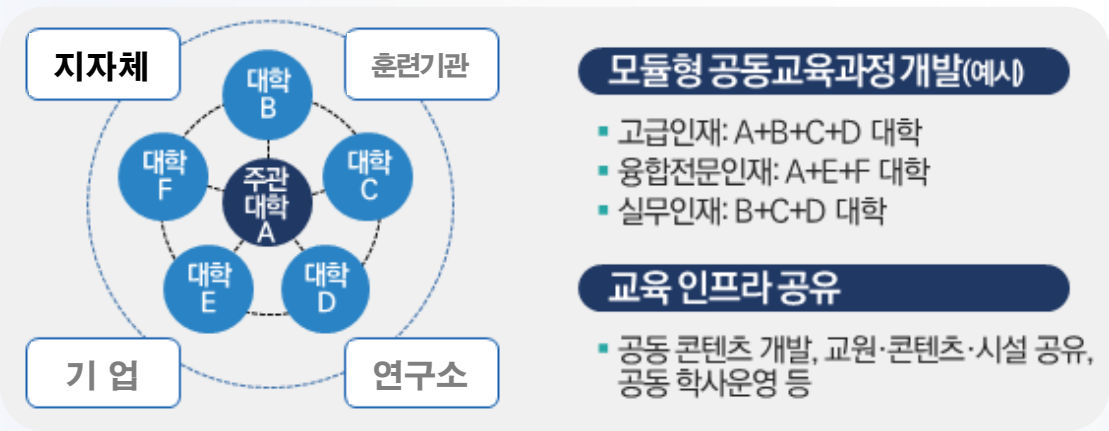 지자체
훈련기관
대학
B
대학
F
주관
대학
A
대학
C
대학
E
대학
D
기 업
연구소
모듈형 공동교육과정 개발(예시)
▪ 고급인재: A+B+C+D 대학
▪ 융합전문인재: A+E+F 대학
▪ 실무인재: B+C+D 대학
교육 인프라 공유
▪ 공동 콘텐츠 개발, 교원·콘텐츠·시설 공유,
공동 학사운영 등